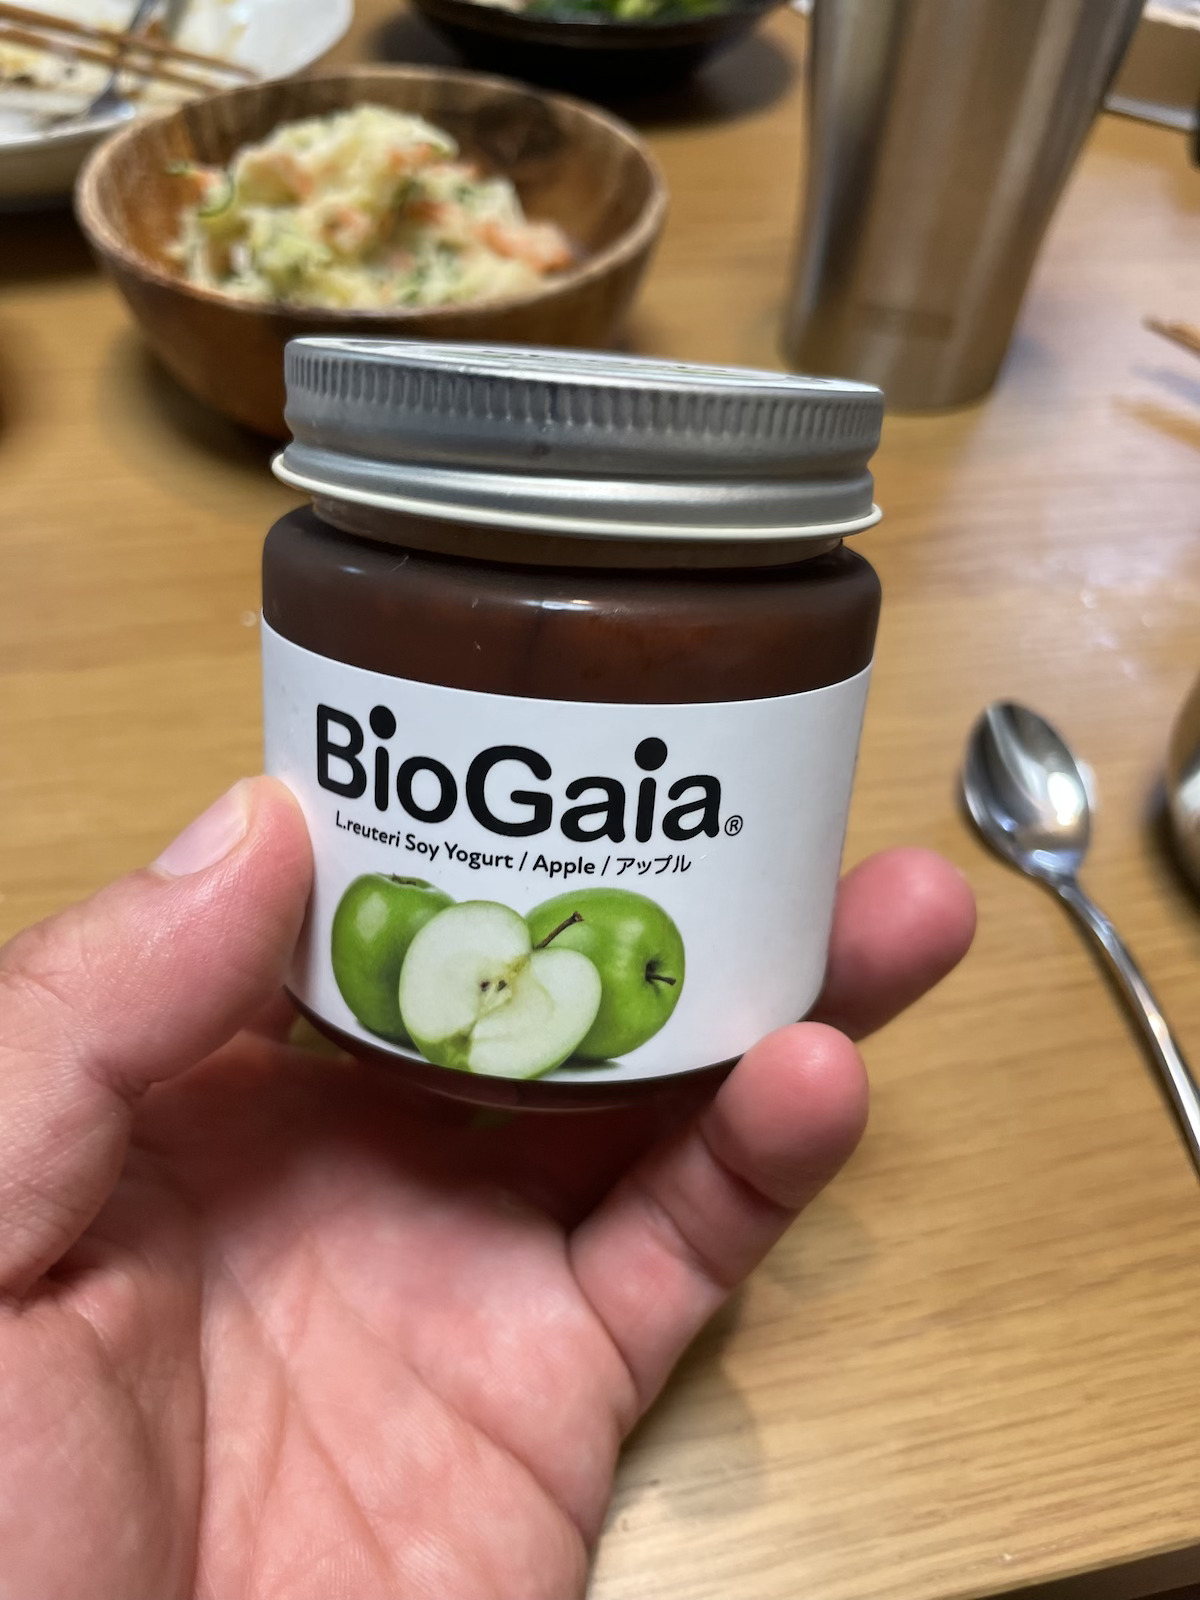 BioGaia®
L.reuteri Soy Yogurt / Apple / アップル